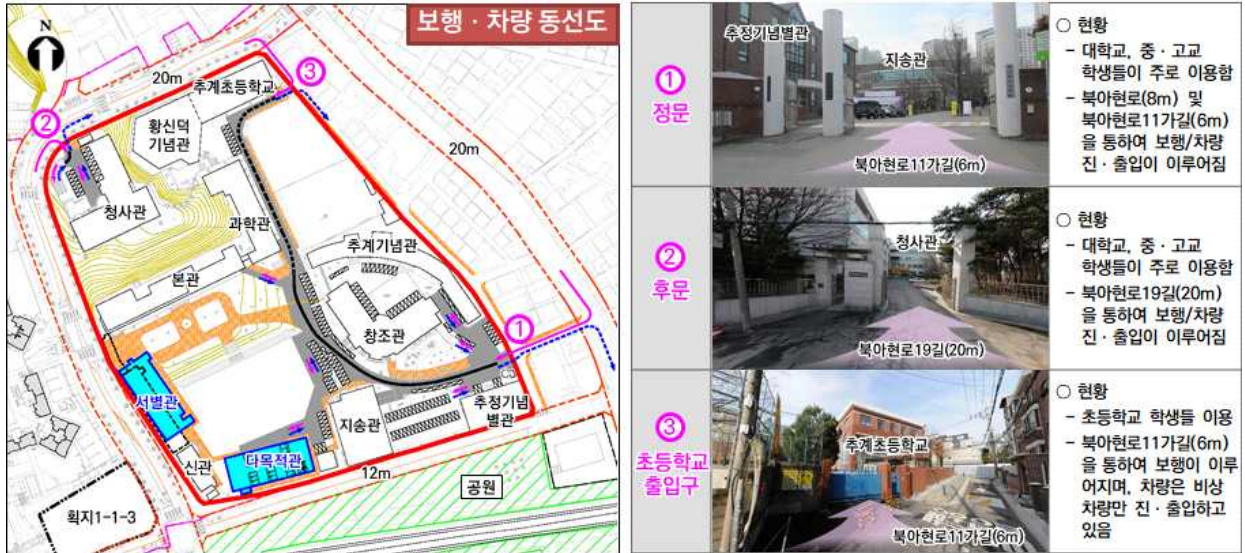 보행 · 차량 동선도
N
20m
③
추계초등학교
②
황신덕
기념관
20m
청사관
과학관
추계기념관
본관
①
창조관
서별관
지송관
추정기념
별관
신관
다목적관
12m
공원
획지1-1-3
①
정문
추정기념별관
지송관
북아현로11가길(6m)
○ 현황
- 대학교, 중 · 고교
학생들이 주로 이용함
- 북아현로(8m) 및
북아현로11가길(6m)
을 통하여 보행/차량
진 · 출입이 이루어짐
②
후문
청사관
북아현로19길(20m)
○ 현황
- 대학교, 중 · 고교
학생들이 주로 이용함
- 북아현로19길(20m)
을 통하여 보행/차량
진 · 출입이 이루어짐
③
초등학교
출입구
추계초등학교
북아현로11가길(6m)
○ 현황
- 초등학교 학생들 이용
- 북아현로11가길(6m)
을 통하여 보행이 이루
어지며, 차량은 비상
차량만 진 · 출입하고
있음